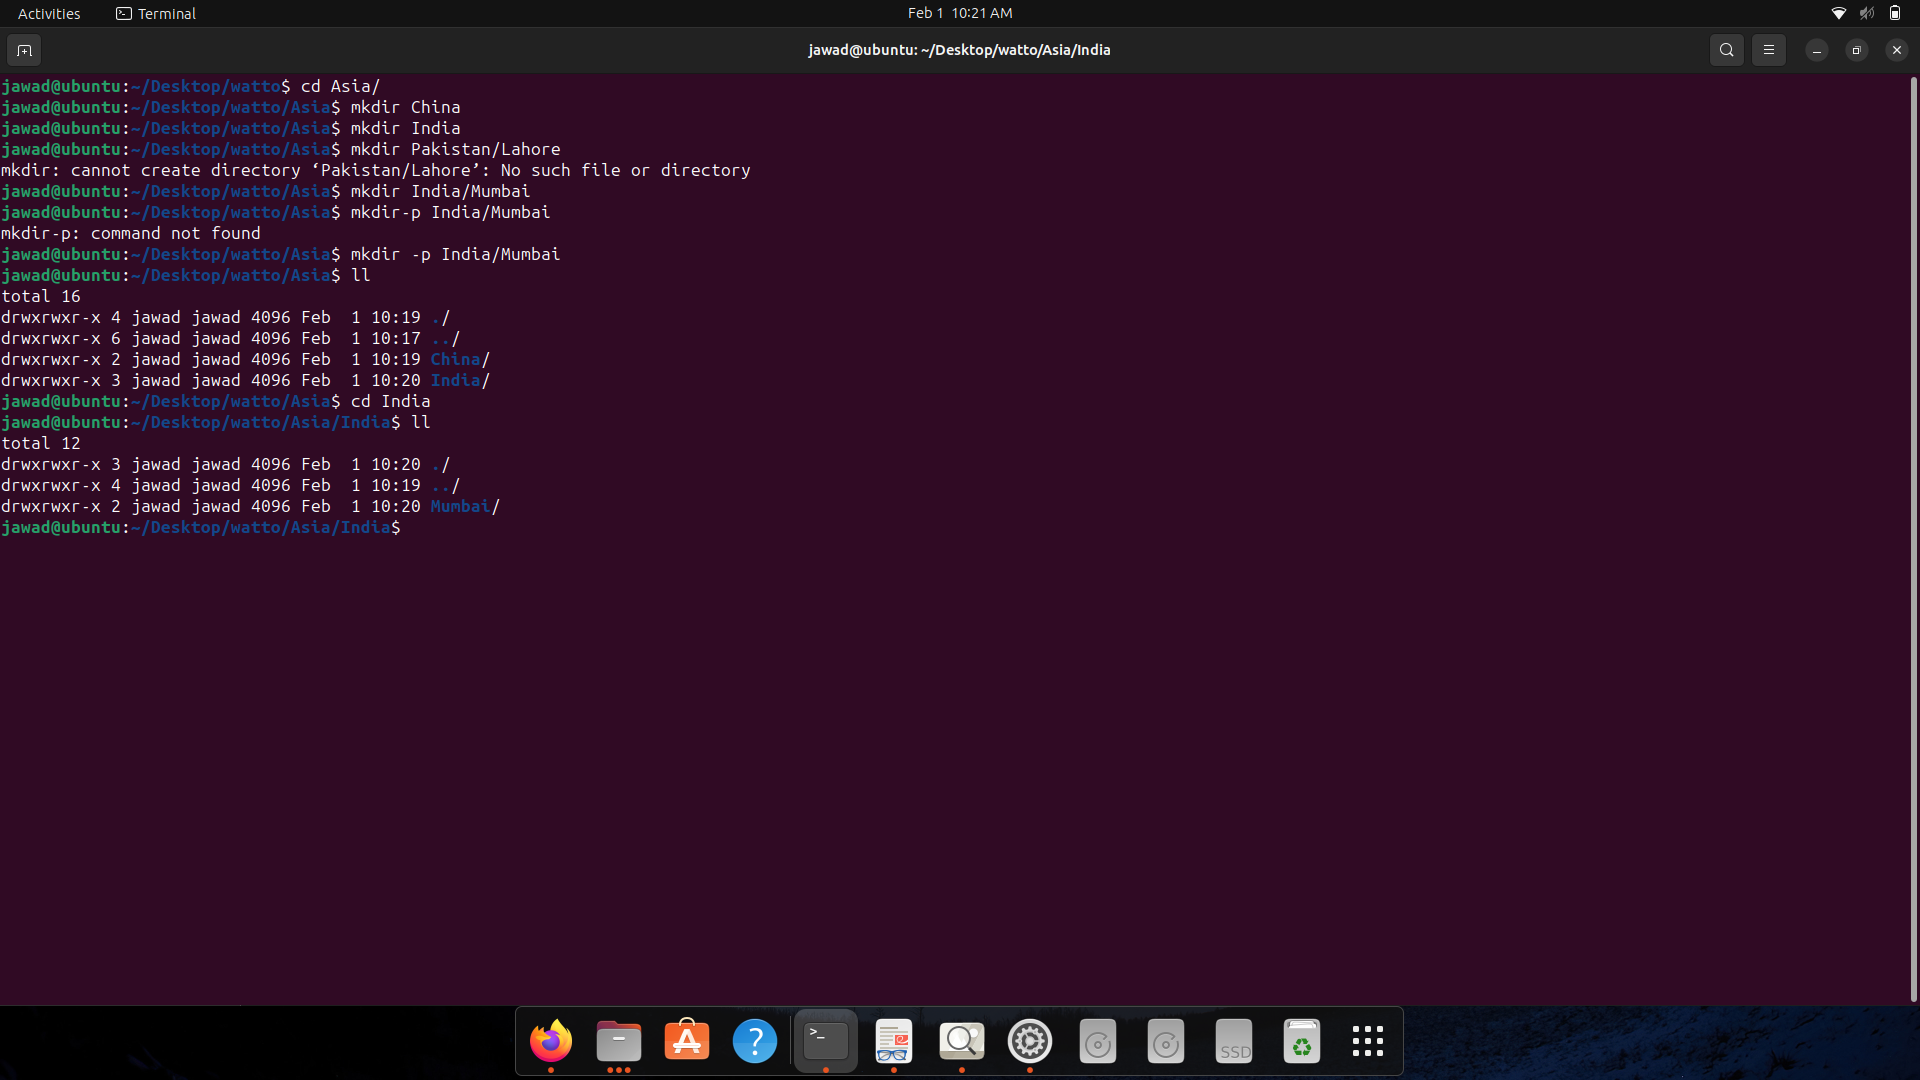 Activities
Terminal
Feb 1 10:21 AM
jawad@ubuntu: ~/Desktop/watto/Asia/India
jawad@ubuntu:~/Desktop/watto$ cd Asia/
jawad@ubuntu:~/Desktop/watto/Asia$ mkdir China
jawad@ubuntu:~/Desktop/watto/Asia$ mkdir India
jawad@ubuntu:~/Desktop/watto/Asia$ mkdir Pakistan/Lahore
mkdir: cannot create directory ‘Pakistan/Lahore’: No such file or directory
jawad@ubuntu:~/Desktop/watto/Asia$ mkdir India/Mumbai
jawad@ubuntu:~/Desktop/watto/Asia$ mkdir-p India/Mumbai
mkdir-p: command not found
jawad@ubuntu:~/Desktop/watto/Asia$ mkdir -p India/Mumbai
jawad@ubuntu:~/Desktop/watto/Asia$ ll
total 16
drwxrwxr-x 4 jawad jawad 4096 Feb  1 10:19 ./
drwxrwxr-x 6 jawad jawad 4096 Feb  1 10:17 ../
drwxrwxr-x 2 jawad jawad 4096 Feb  1 10:19 China/
drwxrwxr-x 3 jawad jawad 4096 Feb  1 10:20 India/
jawad@ubuntu:~/Desktop/watto/Asia$ cd India
jawad@ubuntu:~/Desktop/watto/Asia/India$ ll
total 12
drwxrwxr-x 3 jawad jawad 4096 Feb  1 10:20 ./
drwxrwxr-x 4 jawad jawad 4096 Feb  1 10:19 ../
drwxrwxr-x 2 jawad jawad 4096 Feb  1 10:20 Mumbai/
jawad@ubuntu:~/Desktop/watto/Asia/India$
SSD